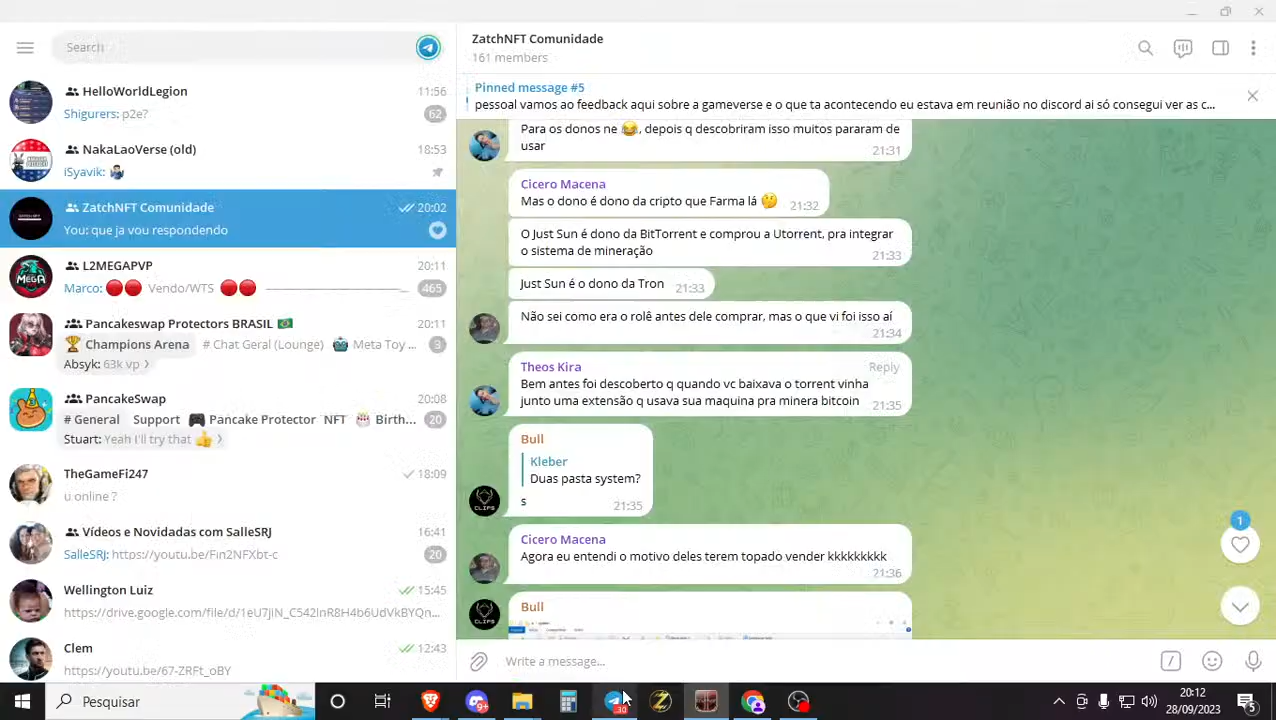 Search
HelloWorldLegion 11:56
Shigurers: p2e? 62
NakaLaoVerse (old) 18:53
iSyavik:
ZatchNFT Comunidade 20:02
You: que ja vou respondendo
L2MEGAPVP 20:11
Marco: 🔴🔴 Vendo/WTS 🔴🔴 465
Pancakeswap Protectors BRASIL 🇧🇷 20:11
🏆 Champions Arena # Chat Geral (Lounge) 🤖 Meta Toy ... 3
Absyk: 63k vp
PancakeSwap 20:08
# General Support 🎮 Pancake Protector NFT 🎂 Birth... 20
Stuart: Yeah I'll try that 👍
TheGameFi247 18:09
u online ?
Vídeos e Novidadas com SalleSRJ 16:41
SalleSRJ: https://youtu.be/Fin2NFXbt-c 20
Wellington Luiz 15:45
Clem 12:43
https://youtu.be/67-ZRFt_oBY
ZatchNFT Comunidade
161 members
Pinned message #5
pessoal vamos ao feedback aqui sobre a gameverse e o que ta acontecendo eu estava em reunião no discord ai só consegui ver as c...
Para os donos ne 😂, depois q descobriram isso muitos pararam de
usar
21:31
Cicero Macena
Mas o dono é dono da cripto que Farma lá 🤔 21:32
O Just Sun é dono da BitTorrent e comprou a Utorrent, pra integrar
o sistema de mineração
21:33
Just Sun é o dono da Tron 21:33
Não sei como era o rolê antes dele comprar, mas o que vi foi isso aí
21:34
Theos Kira Reply
Bem antes foi descoberto q quando vc baixava o torrent vinha
junto uma extensão q usava sua maquina pra minera bitcoin
21:35
Bull
Kleber
Duas pasta system?
s
21:35
CLIPS
Cicero Macena
Agora eu entendi o motivo deles terem topado vender kkkkkkkkk
21:36
Bull
CLIPS
1
Write a message...
Pesquisar
30
20:12
28/09/2023
5